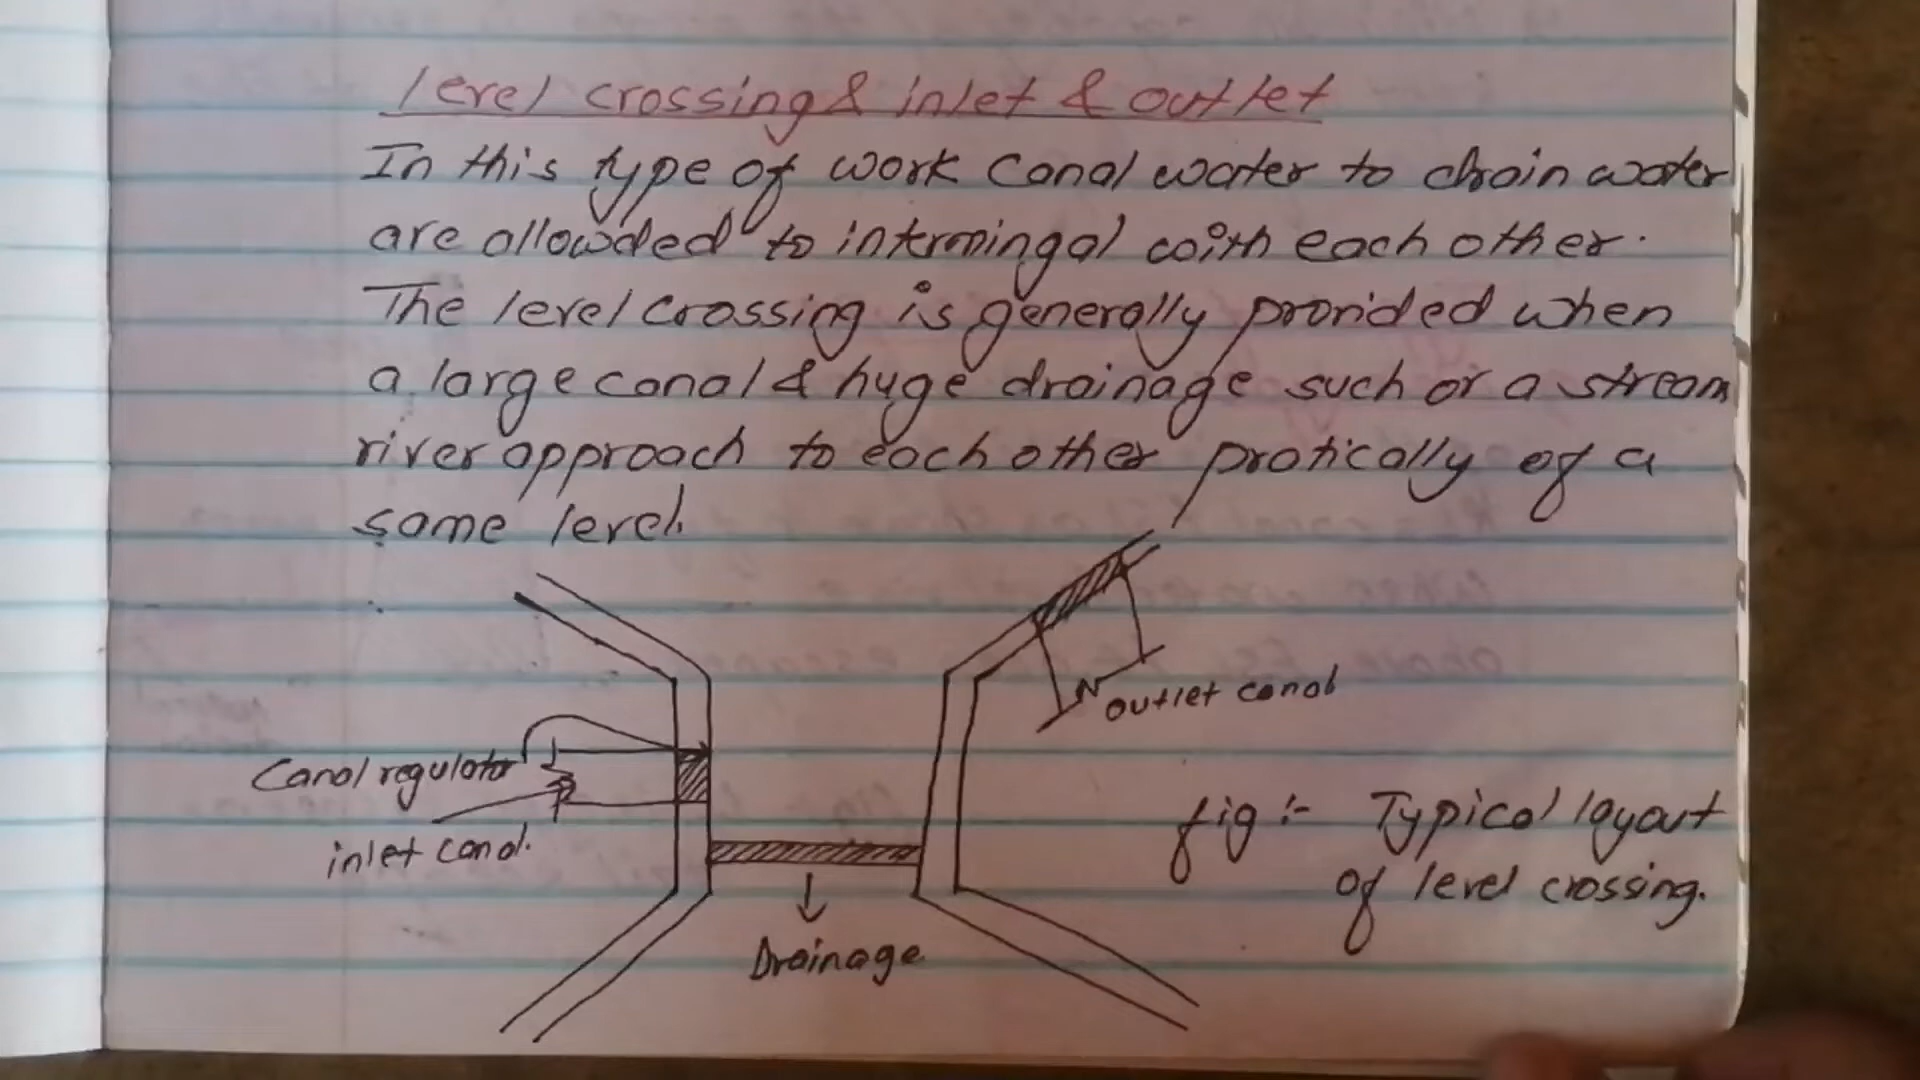 level crossing & inlet & outlet
In this type of work canal water to drain water
are allowded to intermingal with each other.
The level crossing is generally provided when
a large canal & huge drainage such or a stream
river approach to each other pratically of a
same level.
outlet canal
Canal regulator
inlet canal.
fig :- Typical layout
of level crossing.
Drainage